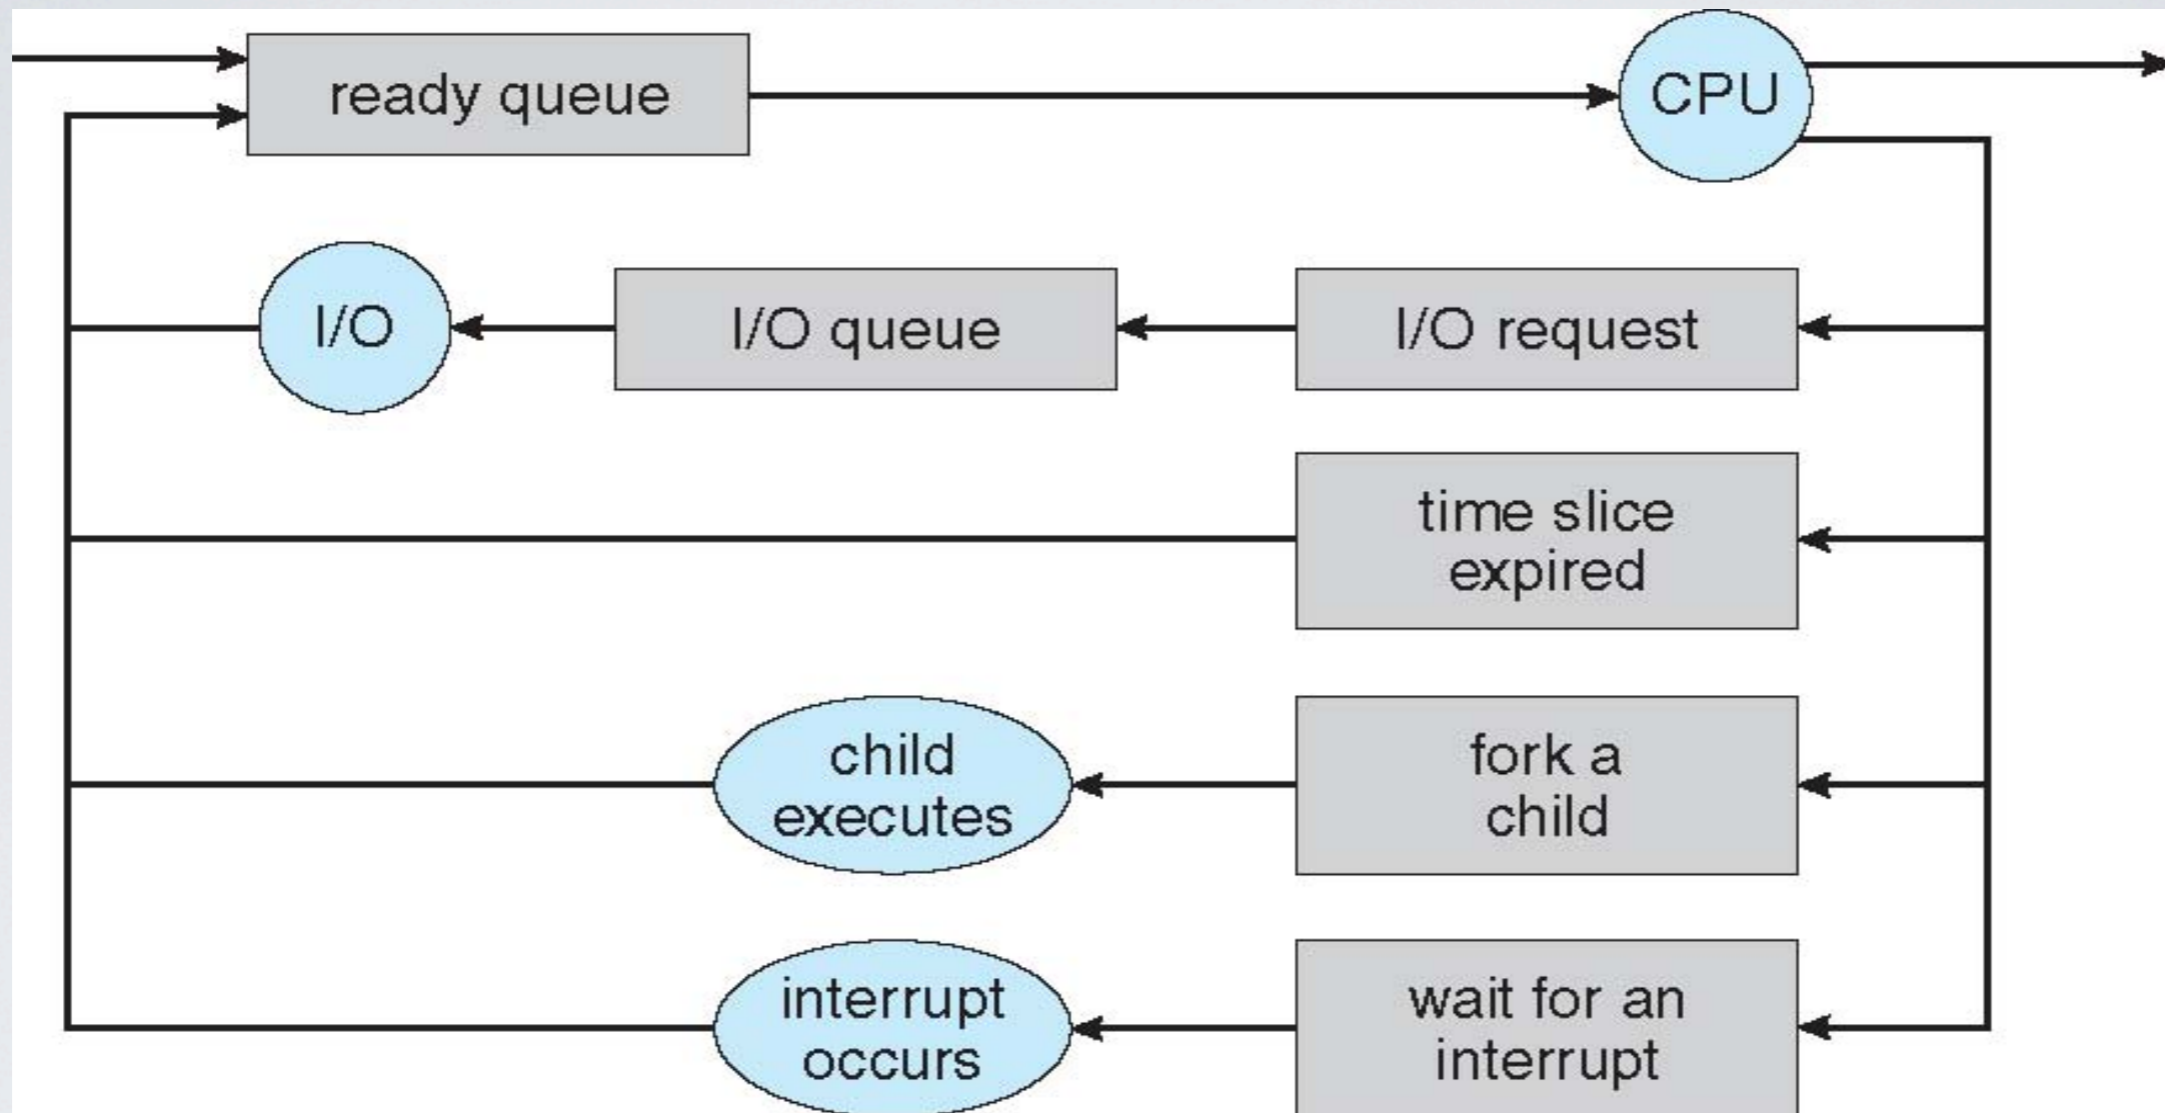 ready queue
CPU
I/O
I/O queue
I/O request
time slice
expired
child
executes
fork a
child
interrupt
occurs
wait for an
interrupt